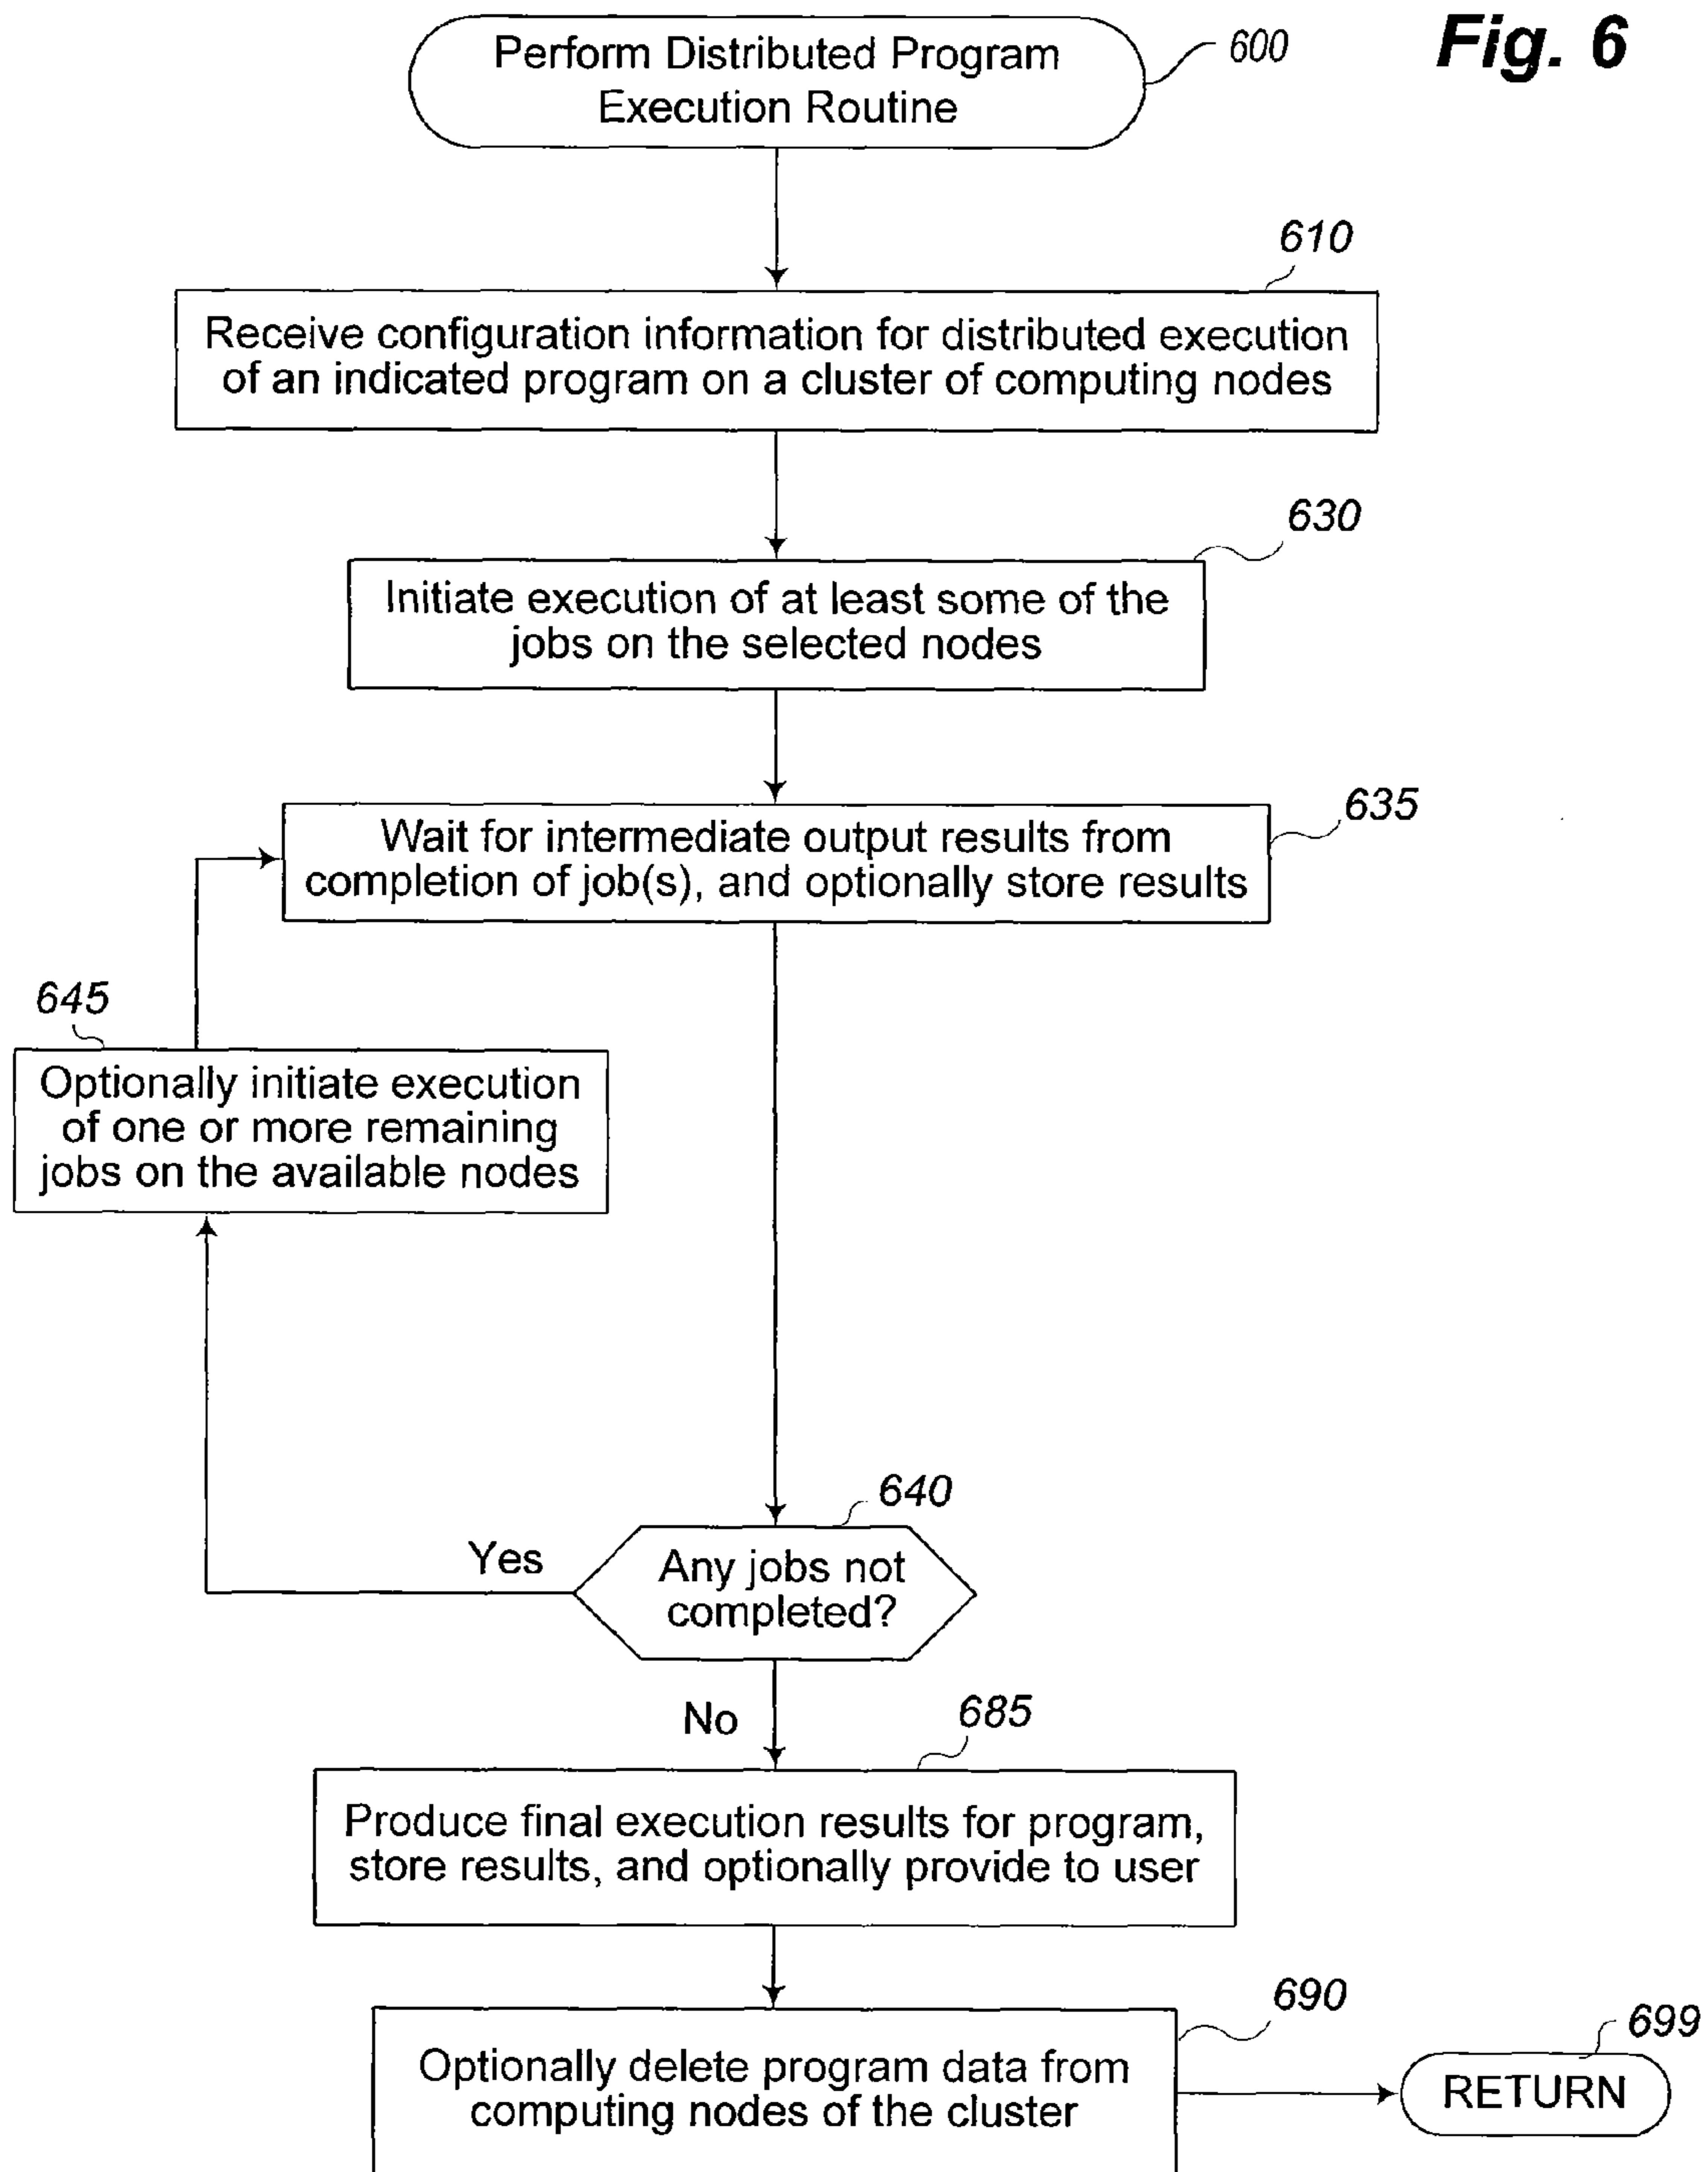 Fig. 6
Perform Distributed Program
Execution Routine
600
610
Receive configuration information for distributed execution
of an indicated program on a cluster of computing nodes
630
Initiate execution of at least some of the
jobs on the selected nodes
635
Wait for intermediate output results from
completion of job(s), and optionally store results
645
Optionally initiate execution
of one or more remaining
jobs on the available nodes
640
Yes
Any jobs not
completed?
No
685
Produce final execution results for program,
store results, and optionally provide to user
690
Optionally delete program data from
computing nodes of the cluster
699
RETURN